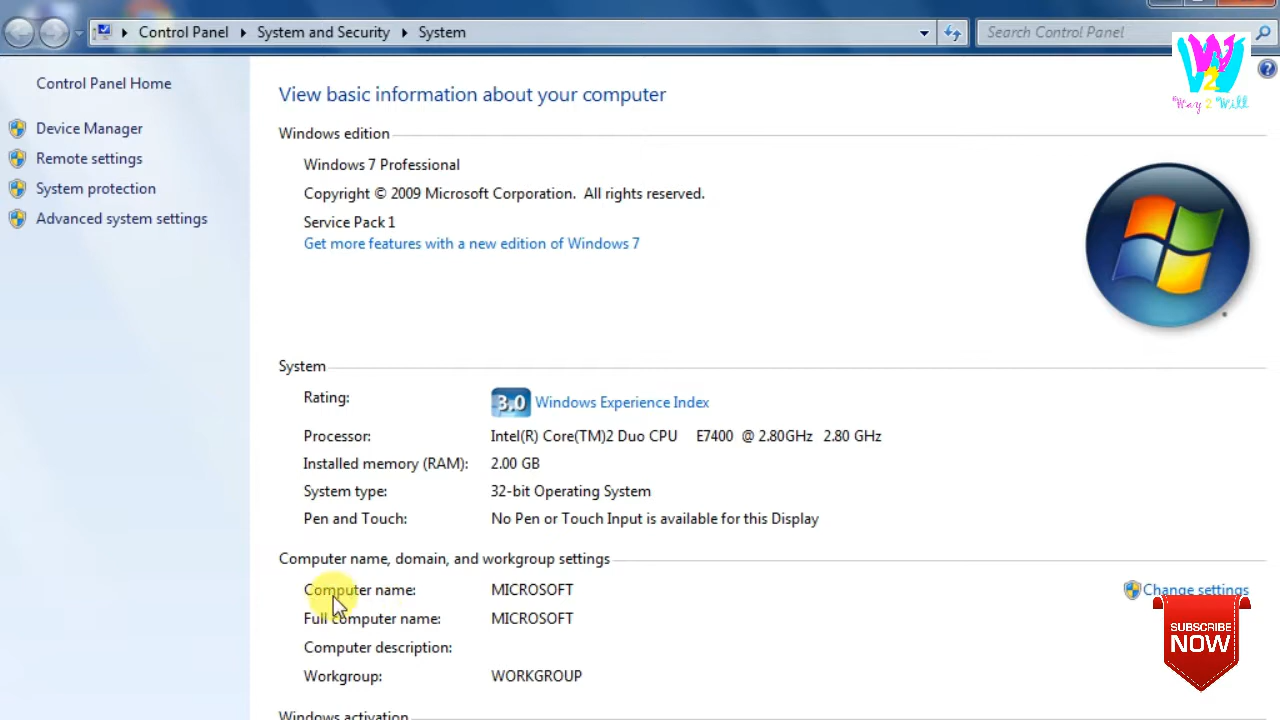 Control Panel System and Security System
Search Control Panel
W
2
Way 2 Will
Control Panel Home
Device Manager
Remote settings
System protection
Advanced system settings
View basic information about your computer
Windows edition
Windows 7 Professional
Copyright © 2009 Microsoft Corporation. All rights reserved.
Service Pack 1
Get more features with a new edition of Windows 7
System
Rating: 3.0 Windows Experience Index
Processor: Intel(R) Core(TM)2 Duo CPU E7400 @ 2.80GHz 2.80 GHz
Installed memory (RAM): 2.00 GB
System type: 32-bit Operating System
Pen and Touch: No Pen or Touch Input is available for this Display
Computer name, domain, and workgroup settings
Computer name: MICROSOFT
Change settings
Full computer name: MICROSOFT
Computer description:
Workgroup: WORKGROUP
SUBSCRIBE
NOW
Windows activation